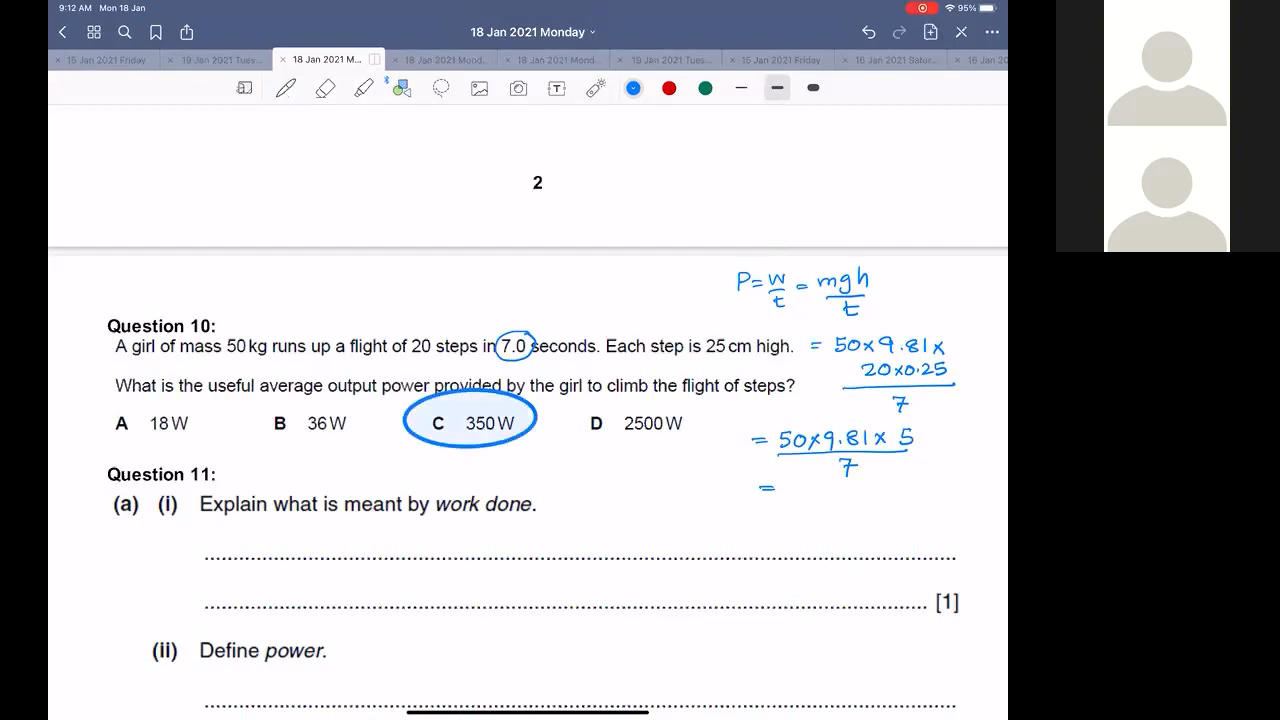 9:12 AM Mon 18 Jan
95%
18 Jan 2021 Monday
15 Jan 2021 Friday
19 Jan 2021 Tues...
18 Jan 2021 M...
18 Jan 2021 Mond...
18 Jan 2021 Mond...
19 Jan 2021 Tues...
15 Jan 2021 Friday
16 Jan 2021 Satur...
16 Jan 20
2
P = W/t = mgh/t
Question 10:
A girl of mass 50 kg runs up a flight of 20 steps in 7.0 seconds. Each step is 25 cm high.
= 50×9.81×
20×0.25
7
What is the useful average output power provided by the girl to climb the flight of steps?
A 18 W B 36 W C 350 W D 2500 W
= 50×9.81× 5
7
=
Question 11:
(a) (i) Explain what is meant by work done.
........................................................................................................................
.................................................................................................................... [1]
(ii) Define power.
........................................................................................................................